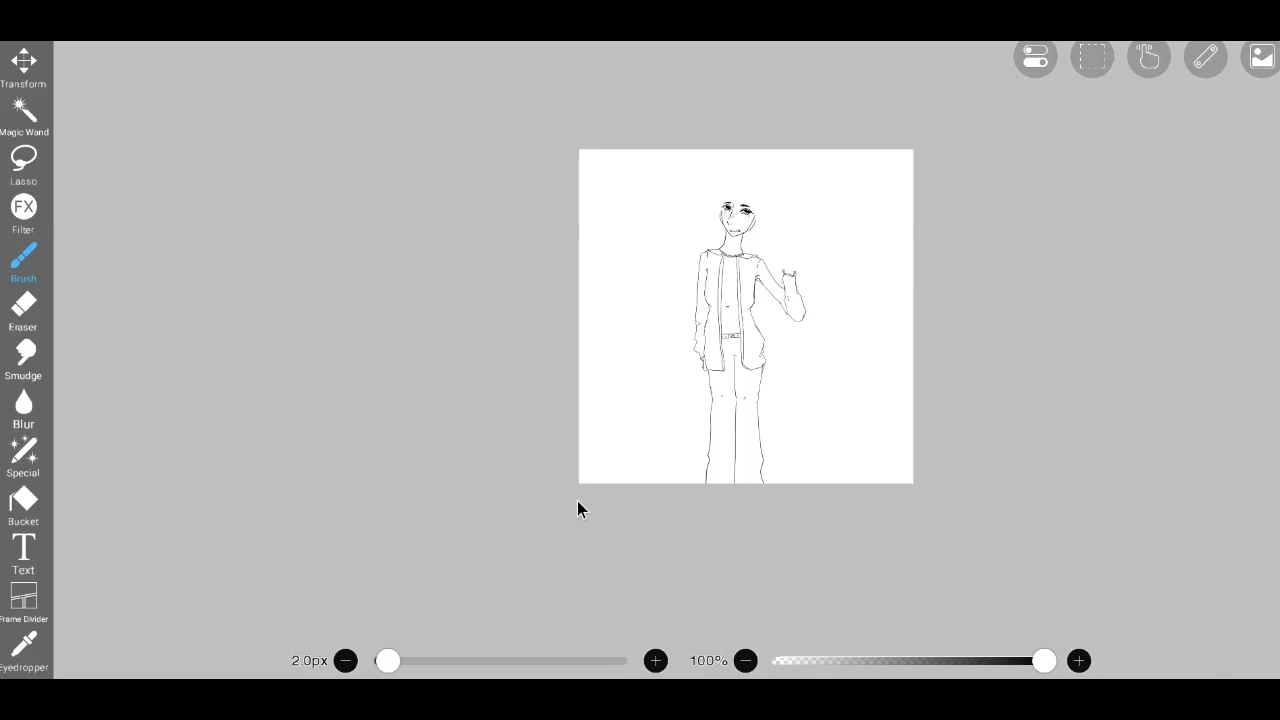 Transform
Magic Wand
Lasso
FX
Filter
Brush
Eraser
Smudge
Blur
Special
Bucket
T
Text
Frame Divider
Eyedropper
2.0px
100%